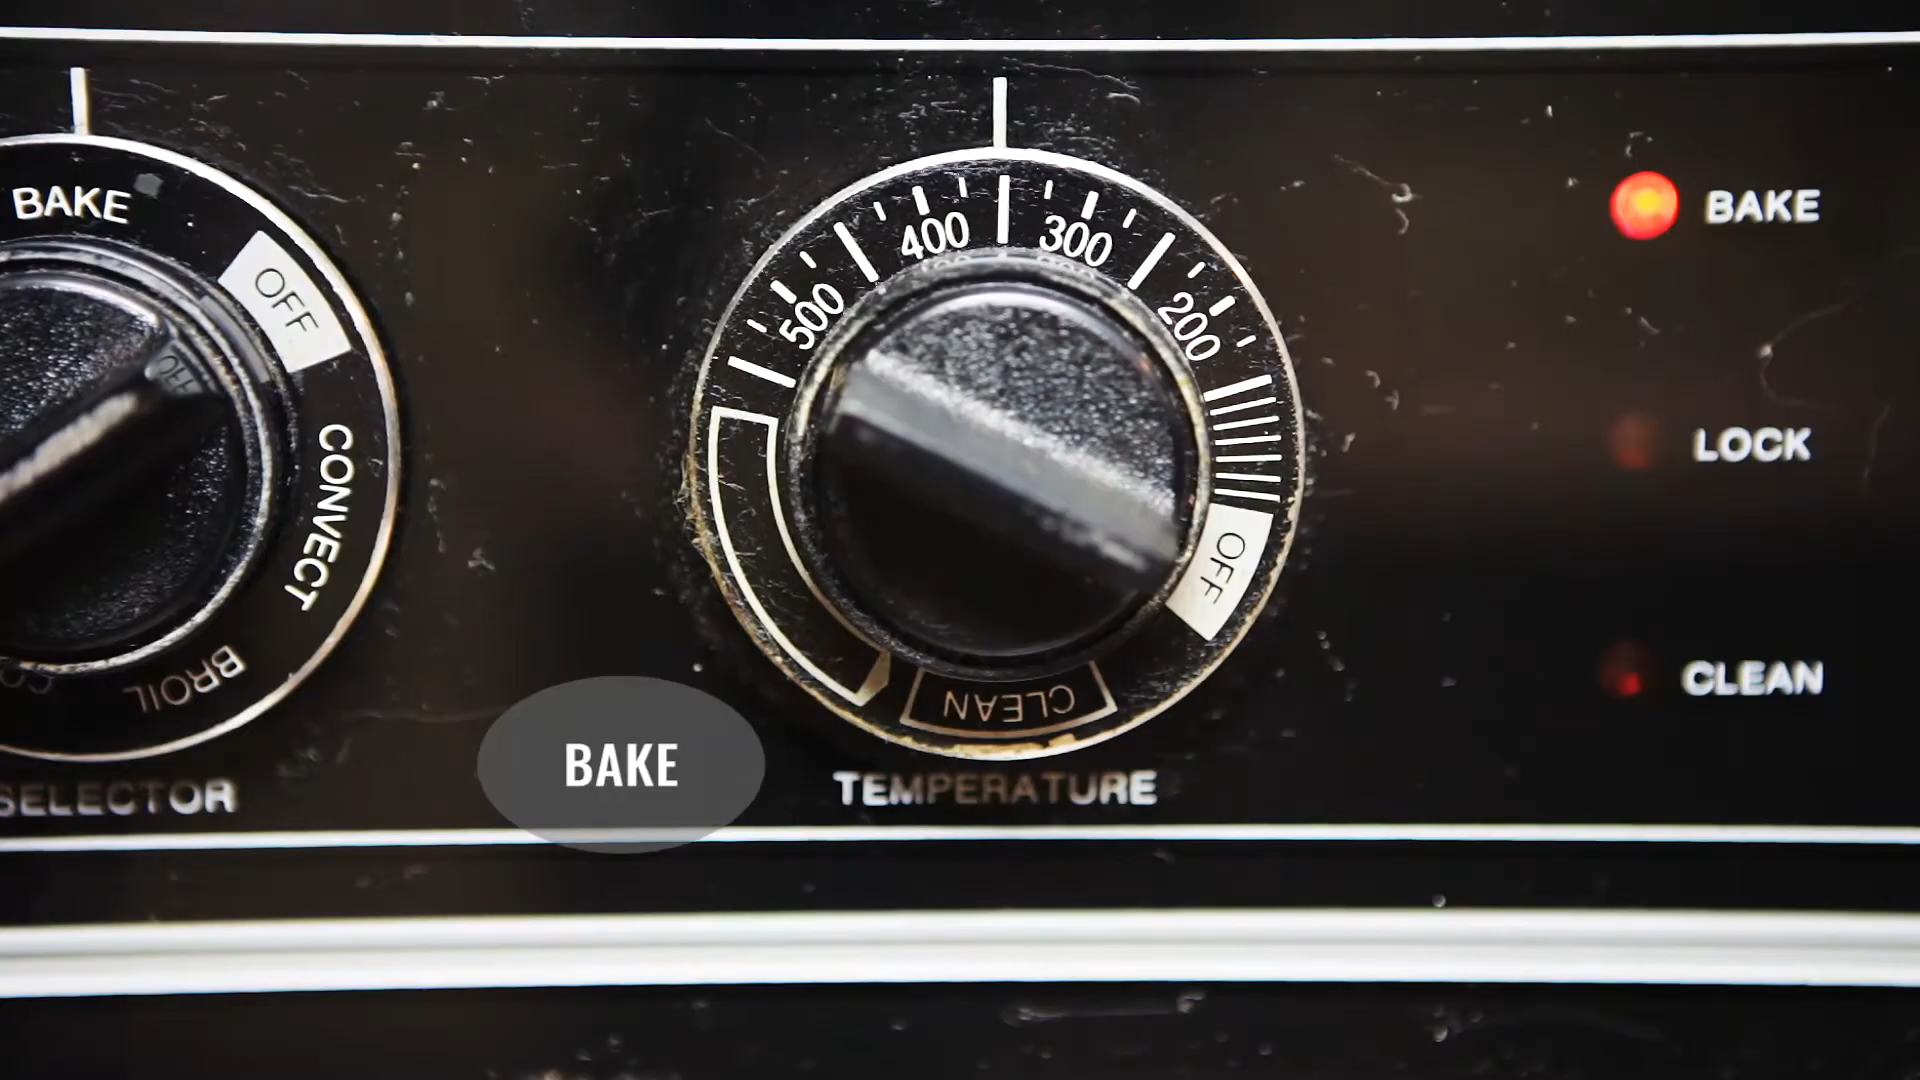 BAKE
OFF
CONVECT
BROIL
SELECTOR
500
400
300
200
OFF
CLEAN
TEMPERATURE
BAKE
BAKE
LOCK
CLEAN